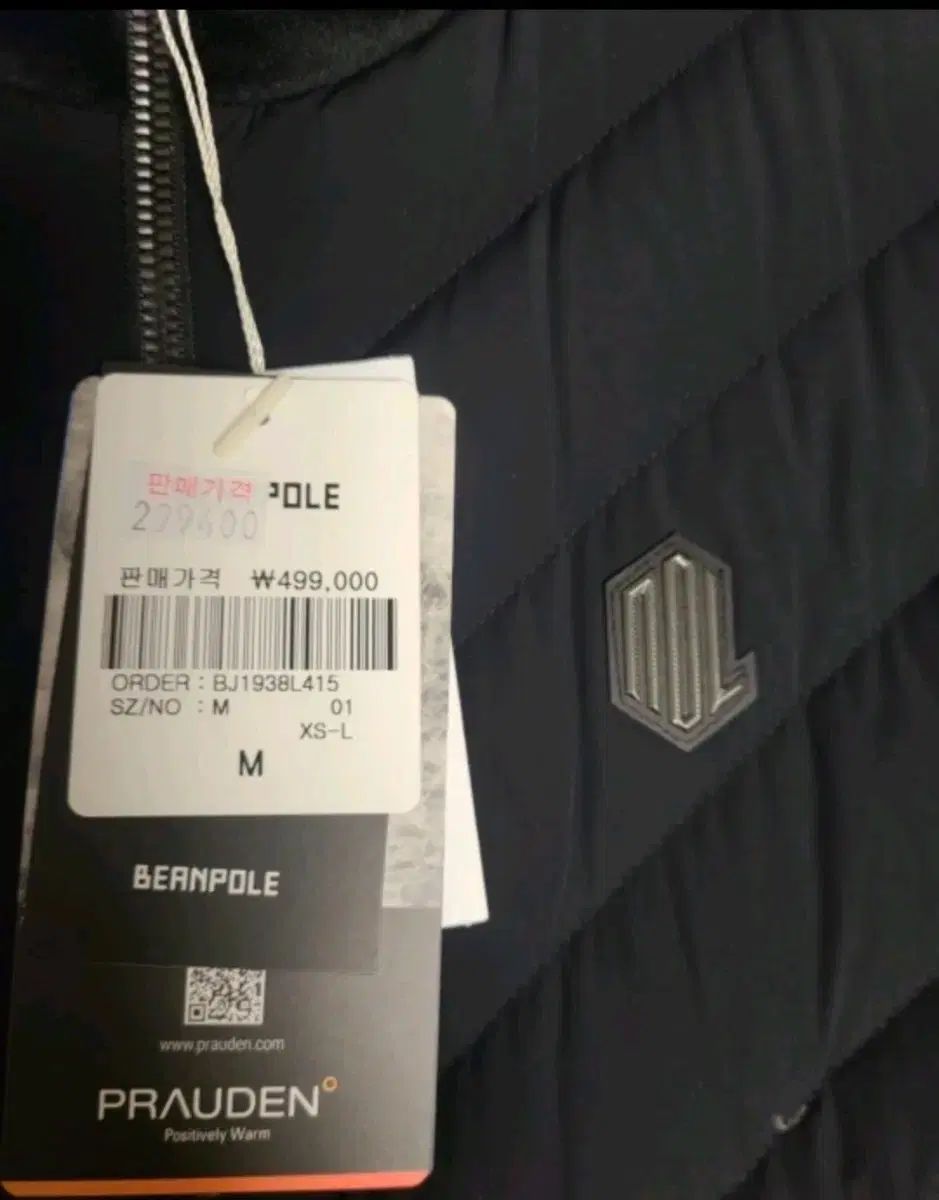 판매가격 POLE
299400
판매가격 ₩499,000
ORDER : BJ1938L415
SZ/NO : M 01
XS-L
M
BEANPOLE
www.prauden.com
PRAUDEN
Positively Warm